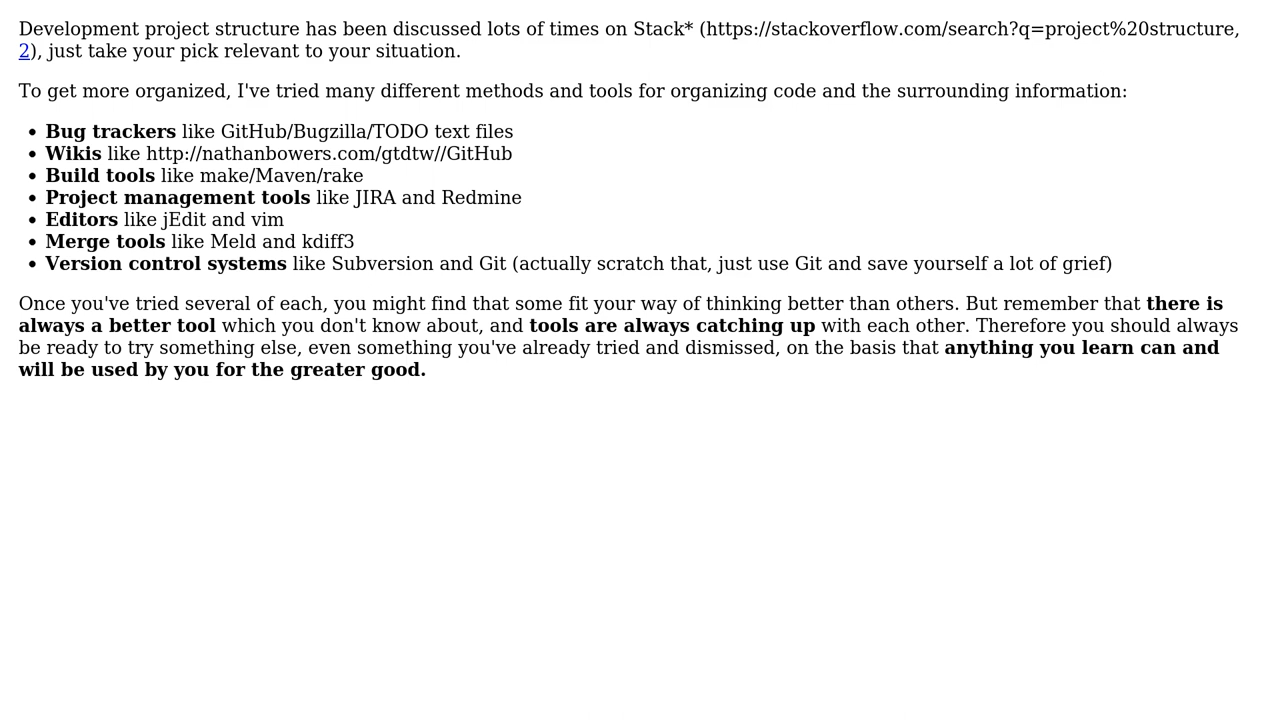 Development project structure has been discussed lots of times on Stack* (https://stackoverflow.com/search?q=project%20structure,
2), just take your pick relevant to your situation.
To get more organized, I've tried many different methods and tools for organizing code and the surrounding information:
• Bug trackers like GitHub/Bugzilla/TODO text files
• Wikis like http://nathanbowers.com/gtdtw//GitHub
• Build tools like make/Maven/rake
• Project management tools like JIRA and Redmine
• Editors like jEdit and vim
• Merge tools like Meld and kdiff3
• Version control systems like Subversion and Git (actually scratch that, just use Git and save yourself a lot of grief)
Once you've tried several of each, you might find that some fit your way of thinking better than others. But remember that there is
always a better tool which you don't know about, and tools are always catching up with each other. Therefore you should always
be ready to try something else, even something you've already tried and dismissed, on the basis that anything you learn can and
will be used by you for the greater good.